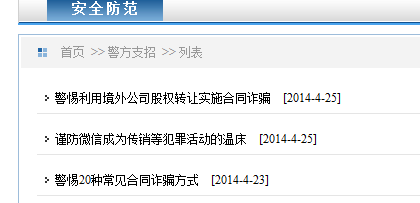 安全防范
首页 >> 警方支招 >> 列表
警惕利用境外公司股权转让实施合同诈骗 [2014-4-25]
谨防微信成为传销等犯罪活动的温床 [2014-4-25]
警惕20种常见合同诈骗方式 [2014-4-23]